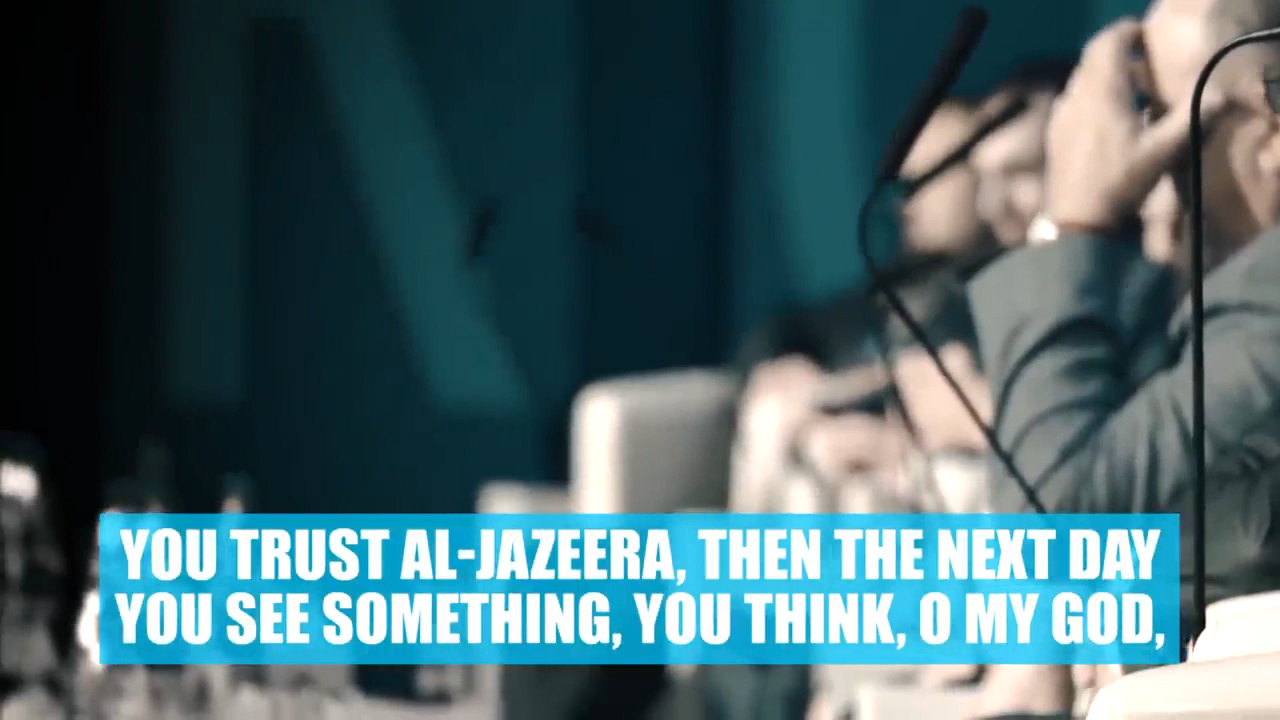 YOU TRUST AL-JAZEERA, THEN THE NEXT DAY
YOU SEE SOMETHING, YOU THINK, O MY GOD,